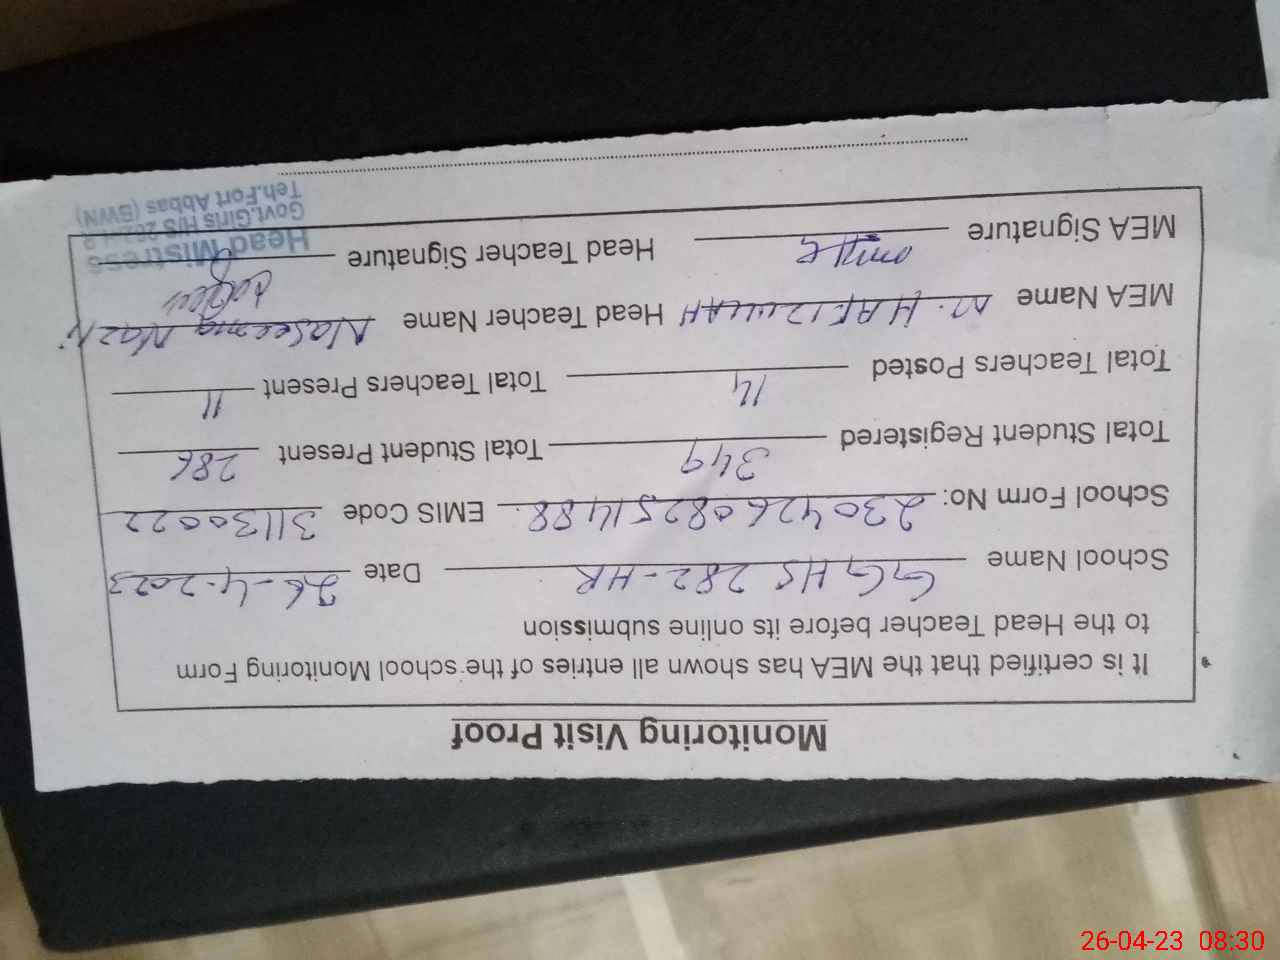 Monitoring Visit Proof
It is certified that the MEA has shown all entries of the school Monitoring Form
to the Head Teacher before its online submission
School Name GGHS 282-HR Date 26-4-2023
School Form No: 23042608251488 EMIS Code 31130022
Total Student Registered 349 Total Student Present 286
Total Teachers Posted 14 Total Teachers Present 11
MEA Name M. HAFIZULLAH Head Teacher Name Naseema Nazli
MEA Signature Head Teacher Signature
Head Mistress
Govt.Girls H/S
Teh.Fort Abbas (BWN)
26-04-23 08:30